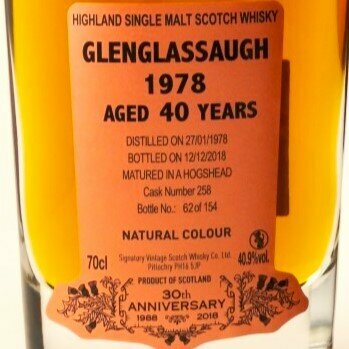 HIGHLAND SINGLE MALT SCOTCH WHISKY
GLENGLASSAUGH
1978
AGED 40 YEARS
DISTILLED ON 27/01/1978
BOTTLED ON 12/12/2018
MATURED IN A HOGSHEAD
Cask Number 258
Bottle No.: 62 of 154
NATURAL COLOUR
70cl
Signatory Vintage Scotch Whisky Co. Ltd.
Pitlochry PH16 5JP
40.9%vol.
PRODUCT OF SCOTLAND
30th
ANNIVERSARY
1988 2018